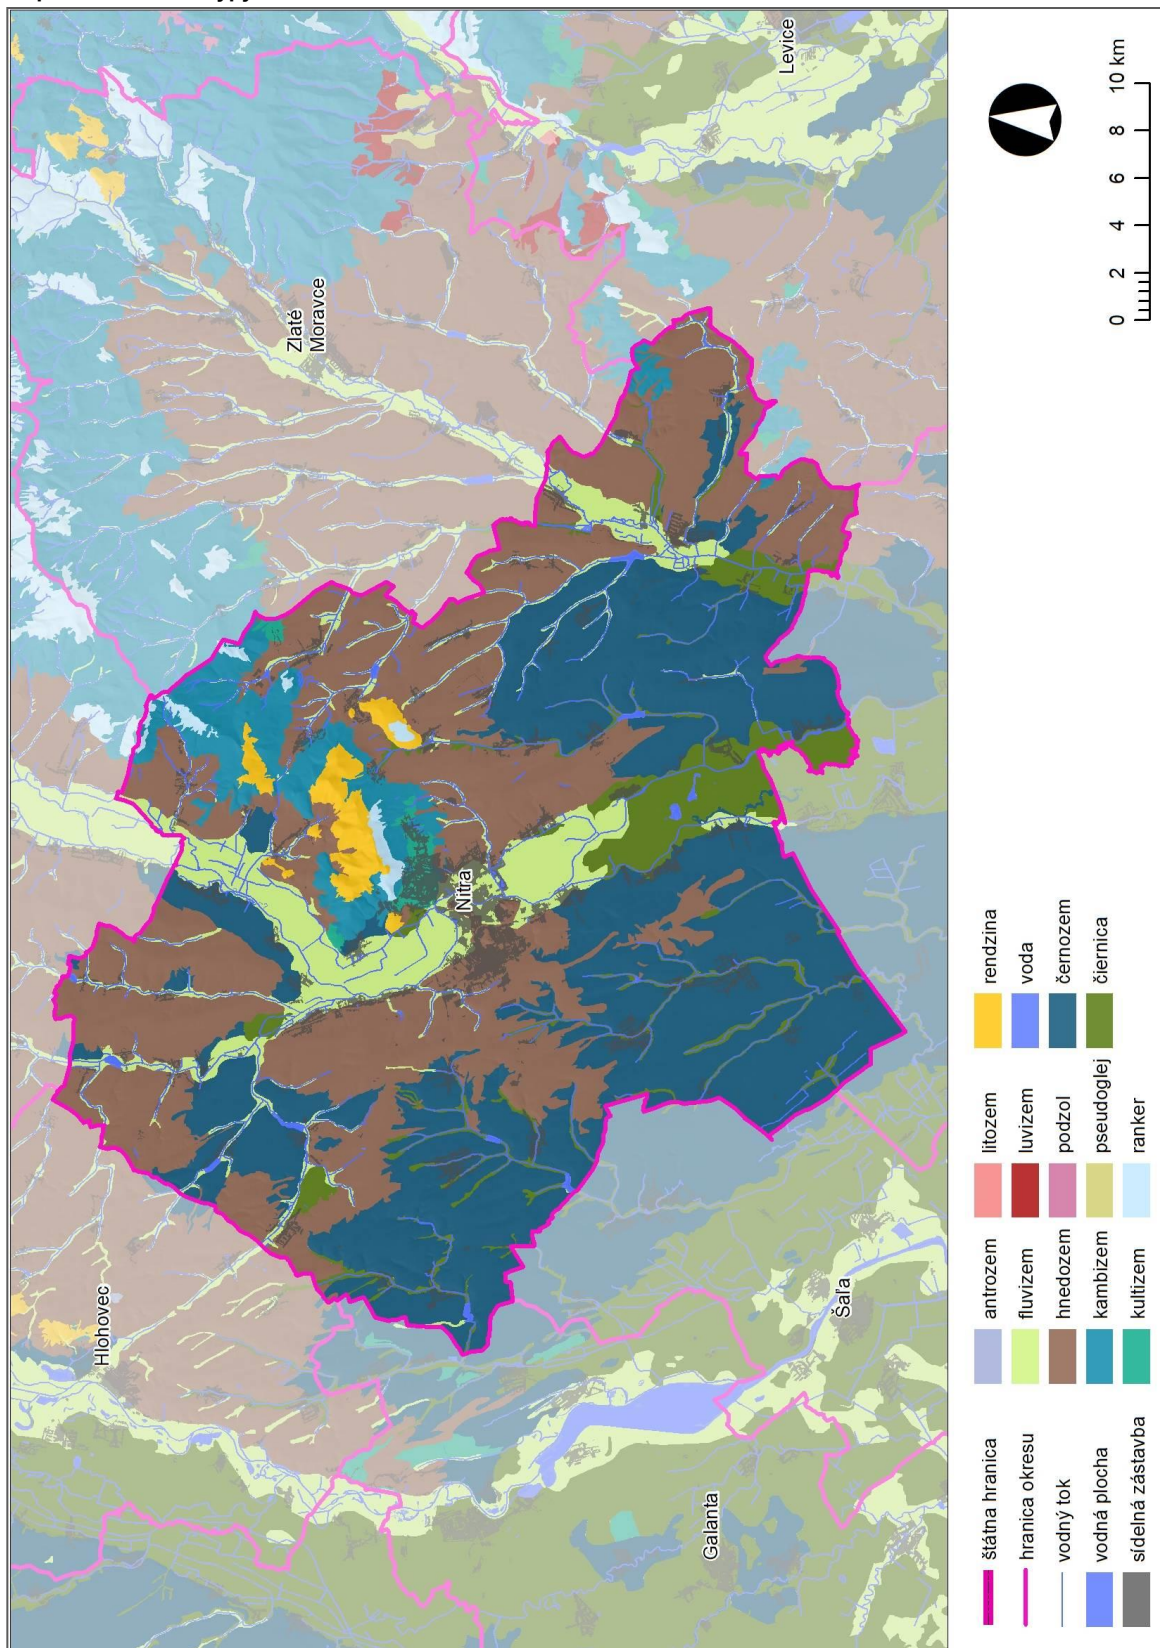 Hlohovec
Zlaté
Moravce
Levice
Nitra
Galanta
Šaľa
štátna hranica
hranica okresu
vodný tok
vodná plocha
sídelná zástavba
antrozem
fluvizem
hnedozem
kambizem
kultizem
litozem
luvizem
podzol
pseudoglej
ranker
rendzina
voda
černozem
čiernica
0 2 4 6 8 10 km